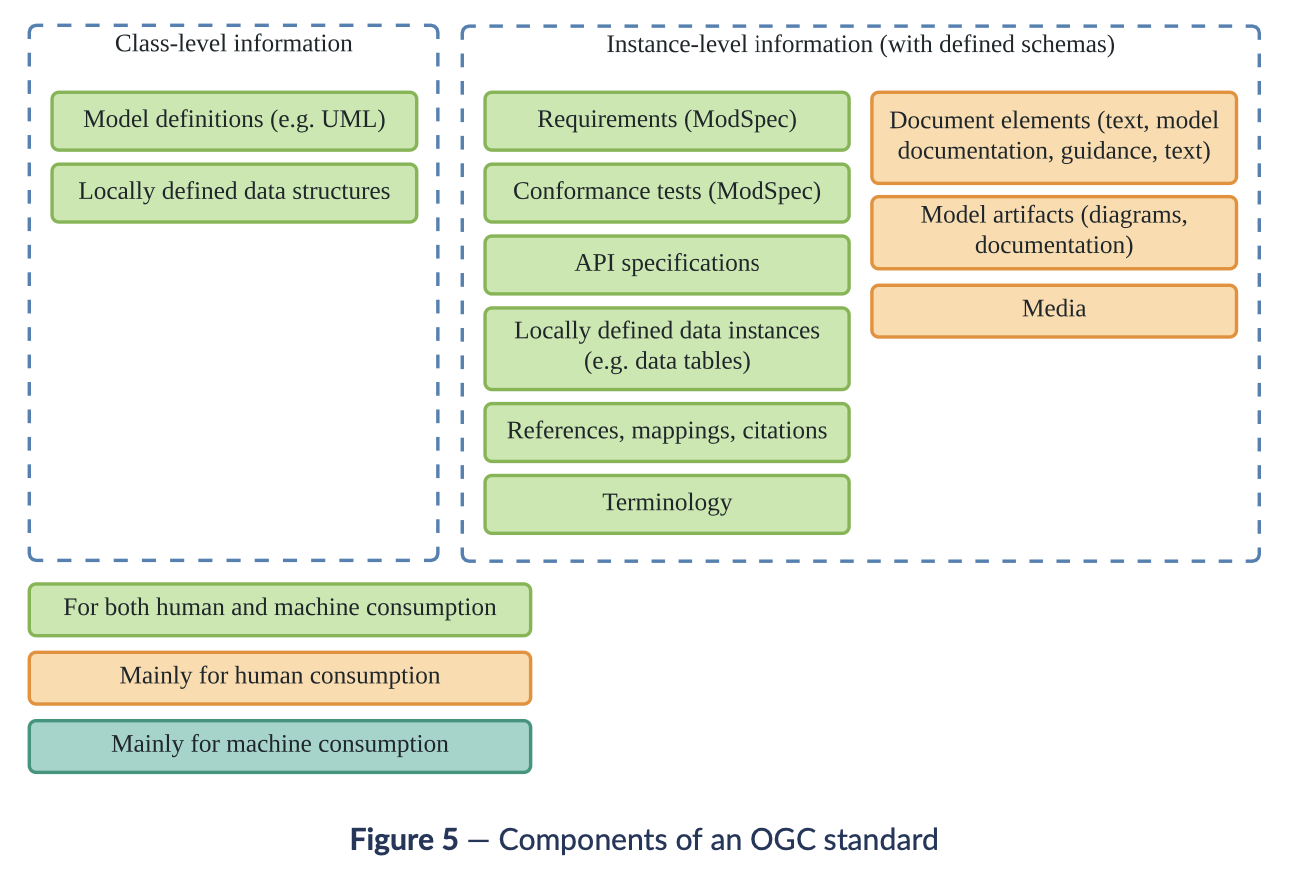 Class-level information
Model definitions (e.g. UML)
Locally defined data structures
Instance-level information (with defined schemas)
Requirements (ModSpec)
Conformance tests (ModSpec)
API specifications
Locally defined data instances
(e.g. data tables)
References, mappings, citations
Terminology
Document elements (text, model
documentation, guidance, text)
Model artifacts (diagrams,
documentation)
Media
For both human and machine consumption
Mainly for human consumption
Mainly for machine consumption
Figure 5 — Components of an OGC standard